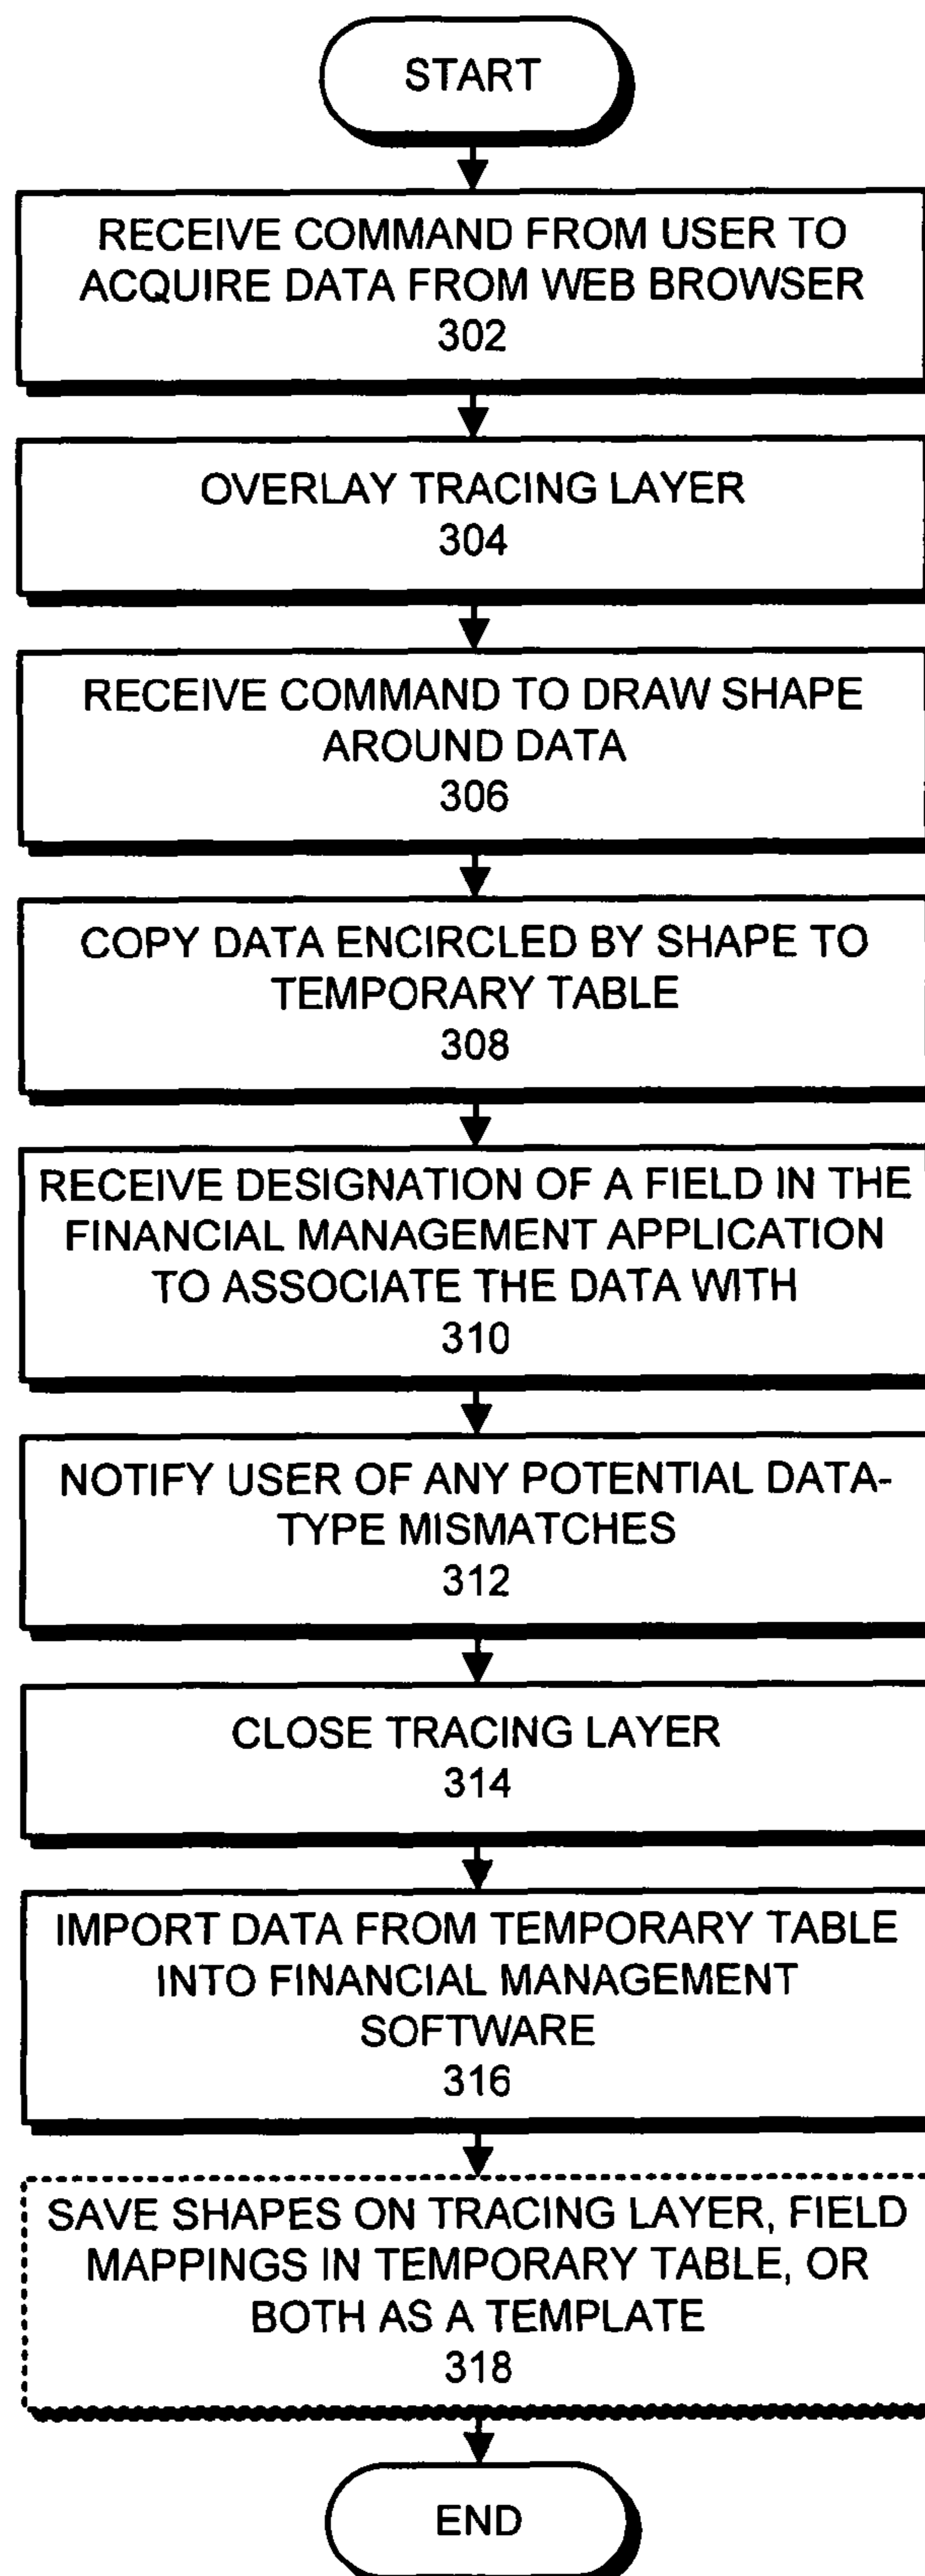 START
RECEIVE COMMAND FROM USER TO
ACQUIRE DATA FROM WEB BROWSER
302
OVERLAY TRACING LAYER
304
RECEIVE COMMAND TO DRAW SHAPE
AROUND DATA
306
COPY DATA ENCIRCLED BY SHAPE TO
TEMPORARY TABLE
308
RECEIVE DESIGNATION OF A FIELD IN THE
FINANCIAL MANAGEMENT APPLICATION
TO ASSOCIATE THE DATA WITH
310
NOTIFY USER OF ANY POTENTIAL DATA-
TYPE MISMATCHES
312
CLOSE TRACING LAYER
314
IMPORT DATA FROM TEMPORARY TABLE
INTO FINANCIAL MANAGEMENT
SOFTWARE
316
SAVE SHAPES ON TRACING LAYER, FIELD
MAPPINGS IN TEMPORARY TABLE, OR
BOTH AS A TEMPLATE
318
END